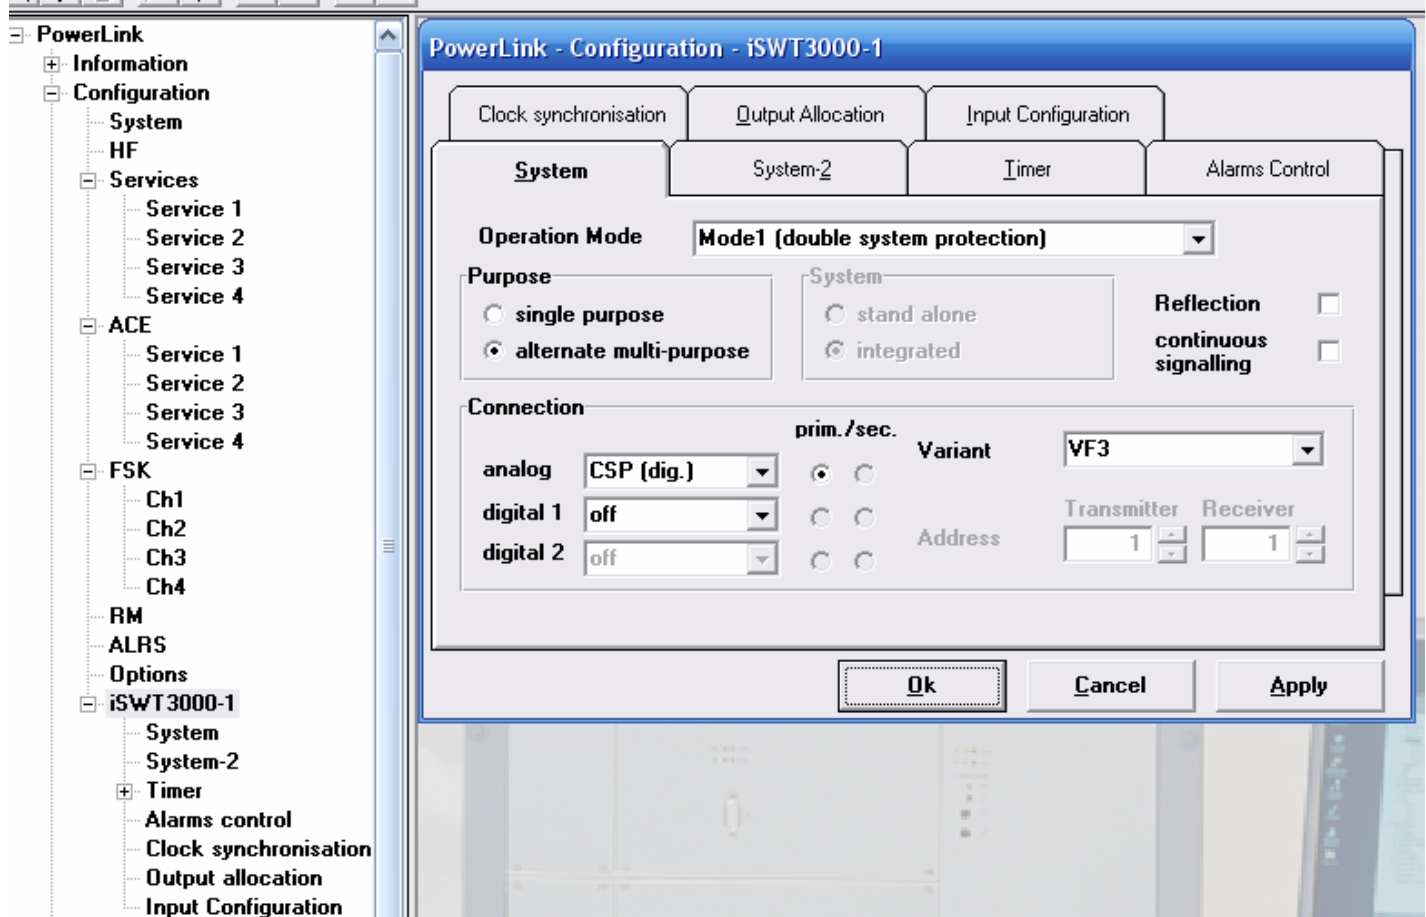 PowerLink
Information
Configuration
System
HF
Services
Service 1
Service 2
Service 3
Service 4
ACE
Service 1
Service 2
Service 3
Service 4
FSK
Ch1
Ch2
Ch3
Ch4
RM
ALRS
Options
iSWT3000-1
System
System-2
Timer
Alarms control
Clock synchronisation
Output allocation
Input Configuration
PowerLink - Configuration - iSWT3000-1
Clock synchronisation Output Allocation Input Configuration
System System-2 Timer Alarms Control
Operation Mode Mode1 (double system protection)
Purpose
single purpose
alternate multi-purpose
System
stand alone
integrated
Reflection
continuous
signalling
Connection
prim./sec.
analog CSP (dig.)
digital 1 off
digital 2 off
Variant VF3
Transmitter Receiver
Address 1 1
Ok Cancel Apply